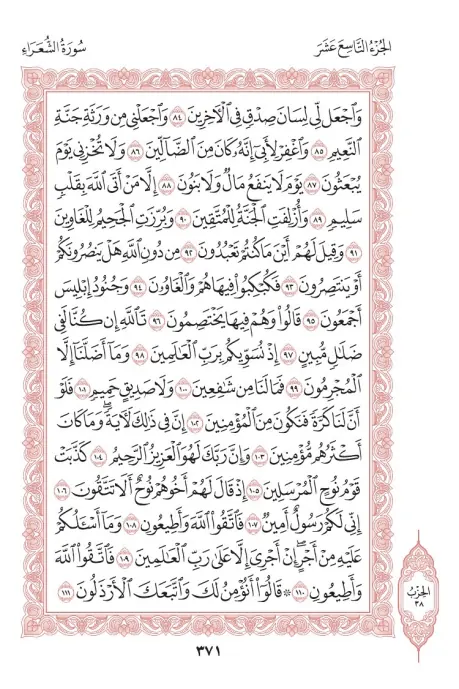 الجزء التاسع عشر
سورة الشعراء
وَاجْعَل لِّي لِسَانَ صِدْقٍ فِي الْآخِرِينَ ٨٤ وَاجْعَلْنِي مِن وَرَثَةِ جَنَّةِ
النَّعِيمِ ٨٥ وَاغْفِرْ لِأَبِي إِنَّهُ كَانَ مِنَ الضَّالِّينَ ٨٦ وَلَا تُخْزِنِي يَوْمَ
يُبْعَثُونَ ٨٧ يَوْمَ لَا يَنفَعُ مَالٌ وَلَا بَنُونَ ٨٨ إِلَّا مَنْ أَتَى اللَّهَ بِقَلْبٍ
سَلِيمٍ ٨٩ وَأُزْلِفَتِ الْجَنَّةُ لِلْمُتَّقِينَ ٩٠ وَبُرِّزَتِ الْجَحِيمُ لِلْغَاوِينَ
٩١ وَقِيلَ لَهُمْ أَيْنَ مَا كُنتُمْ تَعْبُدُونَ ٩٢ مِن دُونِ اللَّهِ هَلْ يَنصُرُونَكُمْ
أَوْ يَنتَصِرُونَ ٩٣ فَكُبْكِبُوا فِيهَا هُمْ وَالْغَاوُونَ ٩٤ وَجُنُودُ إِبْلِيسَ
أَجْمَعُونَ ٩٥ قَالُوا وَهُمْ فِيهَا يَخْتَصِمُونَ ٩٦ تَاللَّهِ إِن كُنَّا لَفِي
ضَلَالٍ مُّبِينٍ ٩٧ إِذْ نُسَوِّيكُم بِرَبِّ الْعَالَمِينَ ٩٨ وَمَا أَضَلَّنَا إِلَّا
الْمُجْرِمُونَ ٩٩ فَمَا لَنَا مِن شَافِعِينَ ١٠٠ وَلَا صَدِيقٍ حَمِيمٍ ١٠١ فَلَوْ
أَنَّ لَنَا كَرَّةً فَنَكُونَ مِنَ الْمُؤْمِنِينَ ١٠٢ إِنَّ فِي ذَلِكَ لَآيَةً ۖ وَمَا كَانَ
أَكْثَرُهُم مُّؤْمِنِينَ ١٠٣ وَإِنَّ رَبَّكَ لَهُوَ الْعَزِيزُ الرَّحِيمُ ١٠٤ كَذَّبَتْ
قَوْمُ نُوحٍ الْمُرْسَلِينَ ١٠٥ إِذْ قَالَ لَهُمْ أَخُوهُمْ نُوحٌ أَلَا تَتَّقُونَ ١٠٦
إِنِّي لَكُمْ رَسُولٌ أَمِينٌ ١٠٧ فَاتَّقُوا اللَّهَ وَأَطِيعُونِ ١٠٨ وَمَا أَسْأَلُكُمْ
عَلَيْهِ مِنْ أَجْرٍ ۖ إِنْ أَجْرِيَ إِلَّا عَلَى رَبِّ الْعَالَمِينَ ١٠٩ فَاتَّقُوا اللَّهَ
وَأَطِيعُونِ ١١٠ ۞ قَالُوا أَنُؤْمِنُ لَكَ وَاتَّبَعَكَ الْأَرْذَلُونَ ١١١
الحزب
٣٨
٣٧١